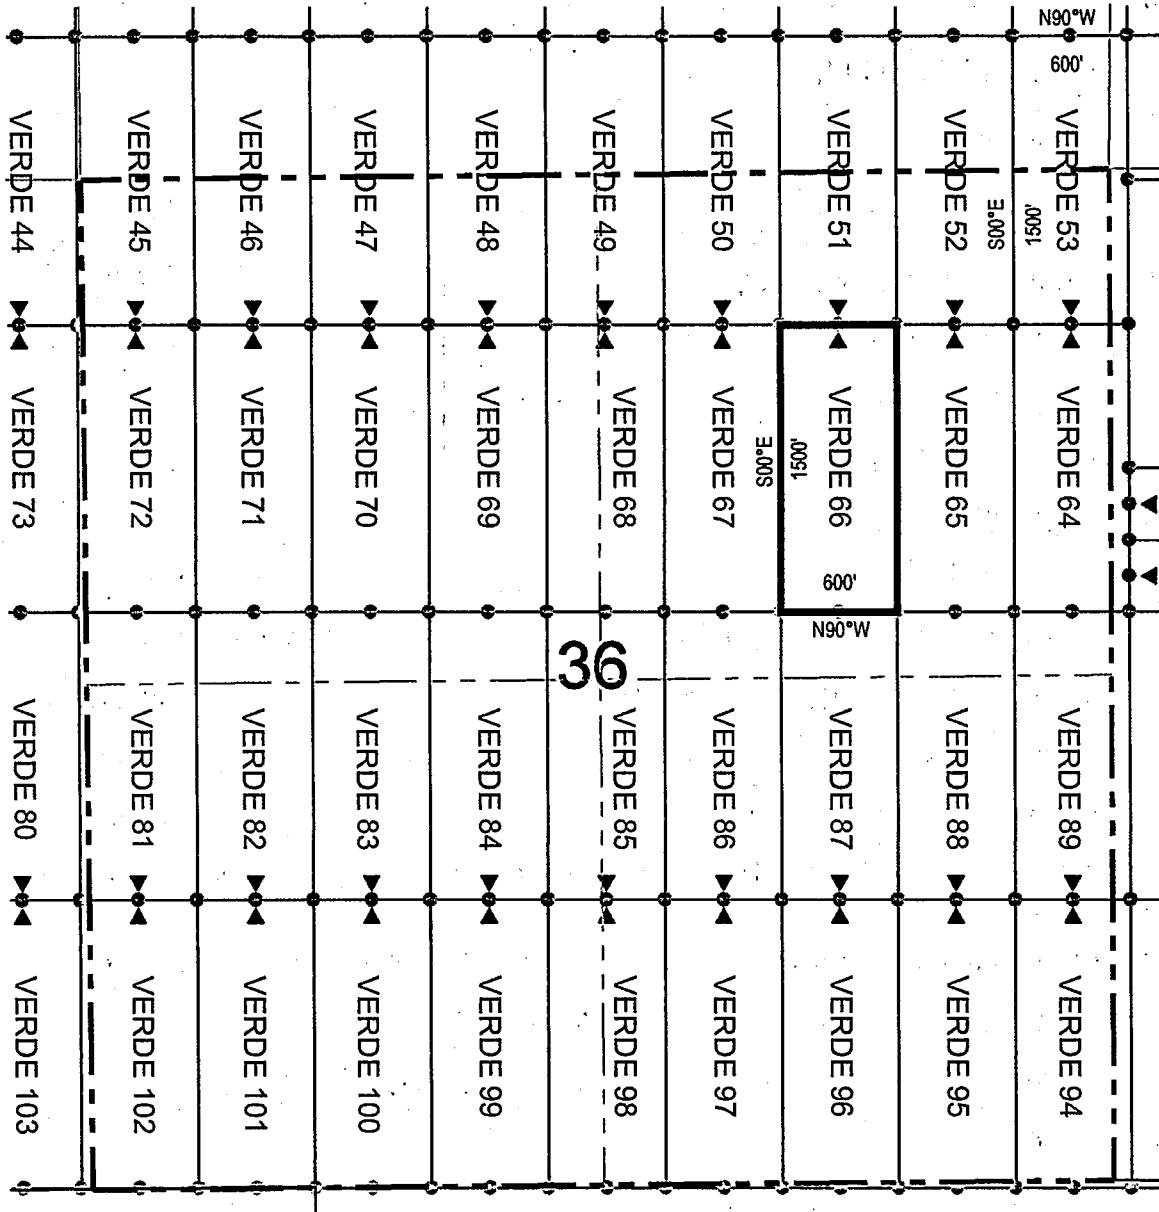 N90°W
600'
VERDE 44
VERDE 45
VERDE 46
VERDE 47
VERDE 48
VERDE 49
VERDE 50
VERDE 51
VERDE 52
S00°E
1500'
VERDE 53
VERDE 73
VERDE 72
VERDE 71
VERDE 70
VERDE 69
VERDE 68
VERDE 67
S00°E
1500'
VERDE 66
600'
N90°W
VERDE 65
VERDE 64
36
VERDE 80
VERDE 81
VERDE 82
VERDE 83
VERDE 84
VERDE 85
VERDE 86
VERDE 87
VERDE 88
VERDE 89
VERDE 103
VERDE 102
VERDE 101
VERDE 100
VERDE 99
VERDE 98
VERDE 97
VERDE 96
VERDE 95
VERDE 94